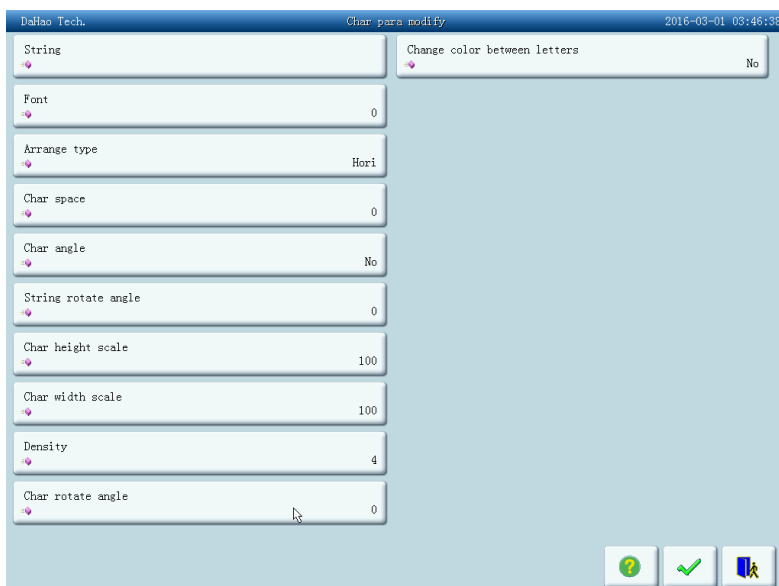 DaHao Tech. Char para modify 2016-03-01 03:46:38
String
Font
0
Arrange type
Hori
Char space
0
Char angle
No
String rotate angle
0
Char height scale
100
Char width scale
100
Density
4
Char rotate angle
0
Change color between letters
No
?